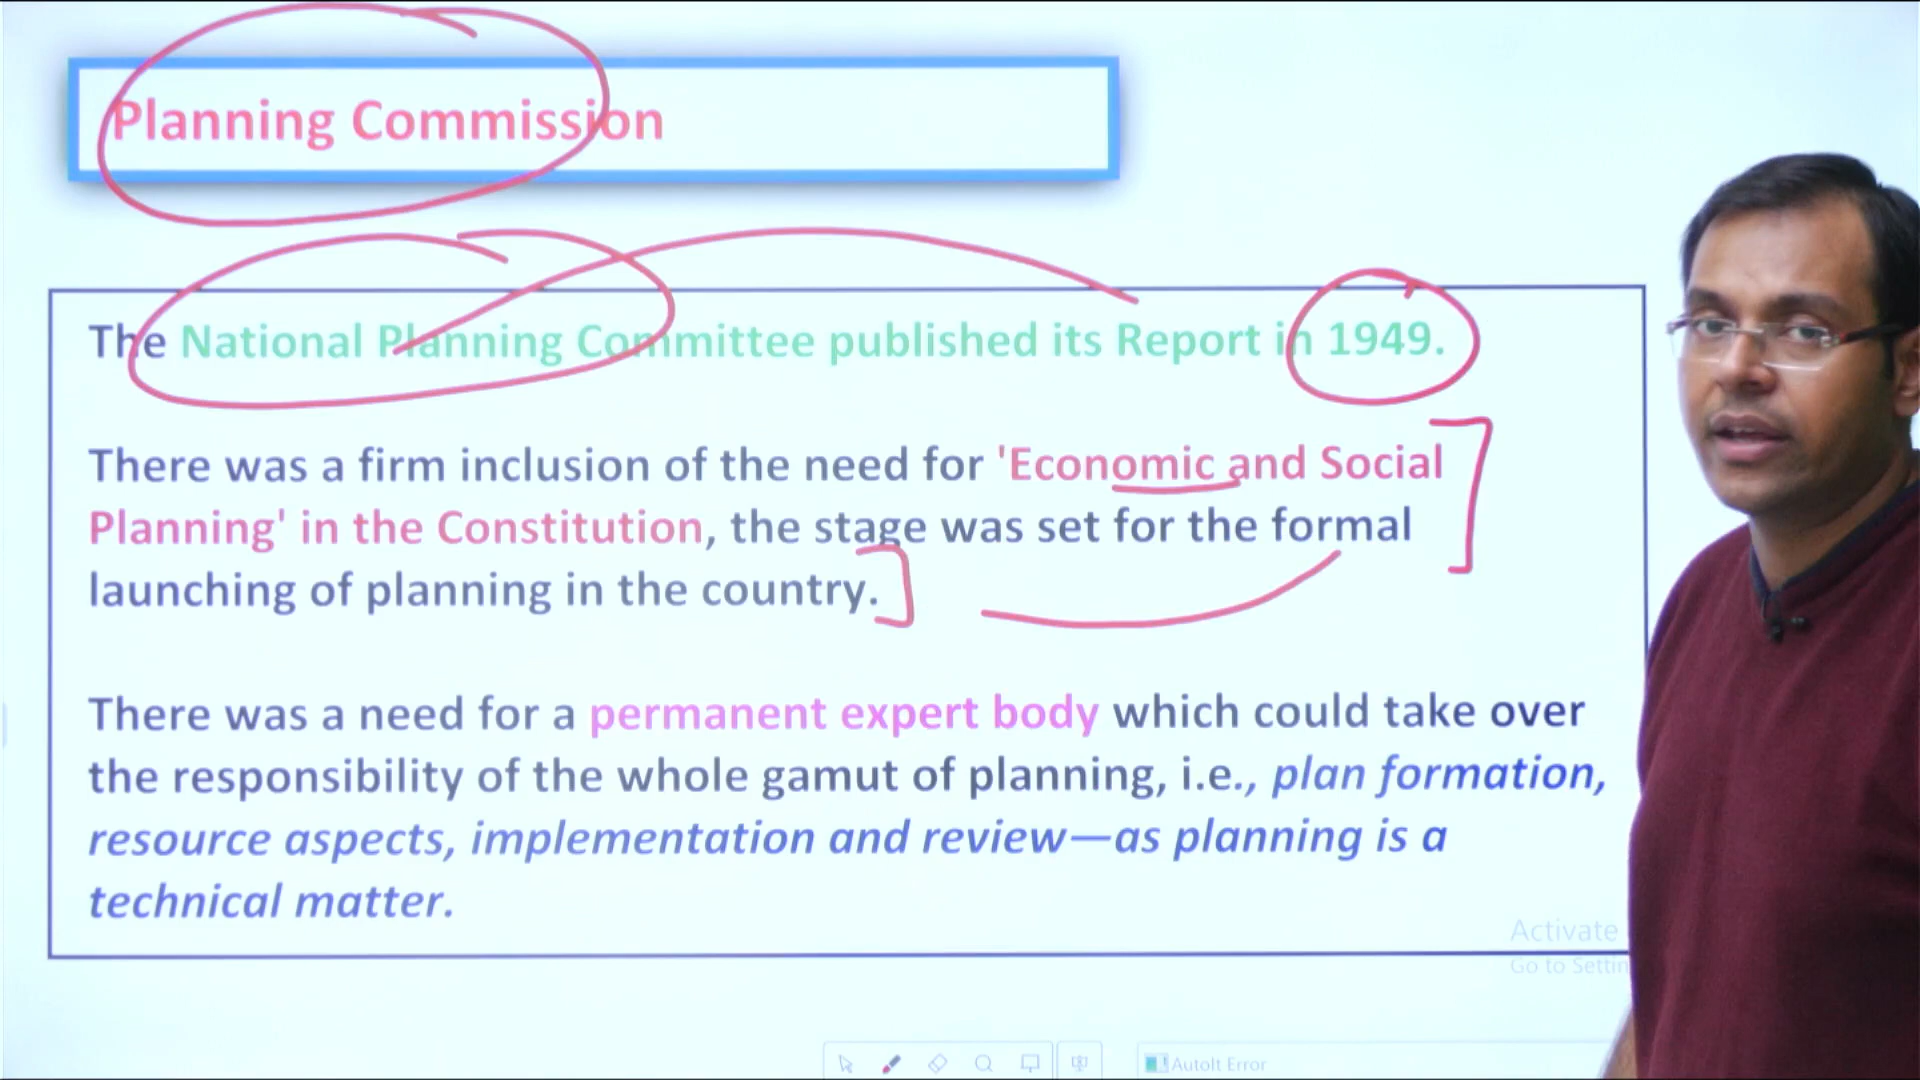 Planning Commission
The National Planning Committee published its Report in 1949.
There was a firm inclusion of the need for 'Economic and Social
Planning' in the Constitution, the stage was set for the formal
launching of planning in the country.
There was a need for a permanent expert body which could take over
the responsibility of the whole gamut of planning, i.e., plan formation,
resource aspects, implementation and review—as planning is a
technical matter.
Activate
Go to Settin
AutoIt Error